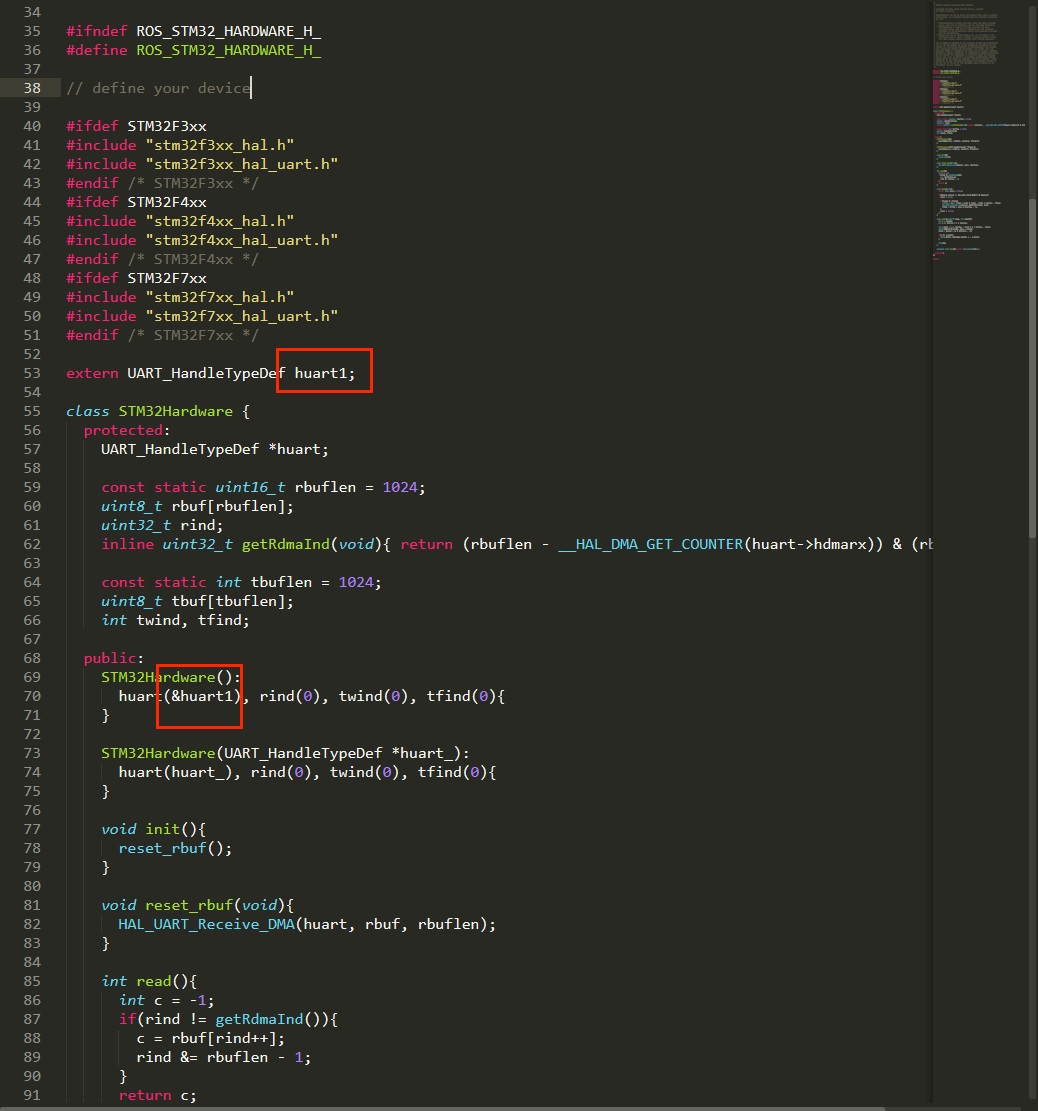 34
35 #ifndef ROS_STM32_HARDWARE_H_
36 #define ROS_STM32_HARDWARE_H_
37
38 // define your device
39
40 #ifdef STM32F3xx
41 #include "stm32f3xx_hal.h"
42 #include "stm32f3xx_hal_uart.h"
43 #endif /* STM32F3xx */
44 #ifdef STM32F4xx
45 #include "stm32f4xx_hal.h"
46 #include "stm32f4xx_hal_uart.h"
47 #endif /* STM32F4xx */
48 #ifdef STM32F7xx
49 #include "stm32f7xx_hal.h"
50 #include "stm32f7xx_hal_uart.h"
51 #endif /* STM32F7xx */
52
53 extern UART_HandleTypeDef huart1;
54
55 class STM32Hardware {
56 protected:
57 UART_HandleTypeDef *huart;
58
59 const static uint16_t rbuflen = 1024;
60 uint8_t rbuf[rbuflen];
61 uint32_t rind;
62 inline uint32_t getRdmaInd(void){ return (rbuflen - __HAL_DMA_GET_COUNTER(huart->hdmarx)) & (rb
63
64 const static int tbuflen = 1024;
65 uint8_t tbuf[tbuflen];
66 int twind, tfind;
67
68 public:
69 STM32Hardware():
70 huart(&huart1), rind(0), twind(0), tfind(0){
71 }
72
73 STM32Hardware(UART_HandleTypeDef *huart_):
74 huart(huart_), rind(0), twind(0), tfind(0){
75 }
76
77 void init(){
78 reset_rbuf();
79 }
80
81 void reset_rbuf(void){
82 HAL_UART_Receive_DMA(huart, rbuf, rbuflen);
83 }
84
85 int read(){
86 int c = -1;
87 if(rind != getRdmaInd()){
88 c = rbuf[rind++];
89 rind &= rbuflen - 1;
90 }
91 return c;